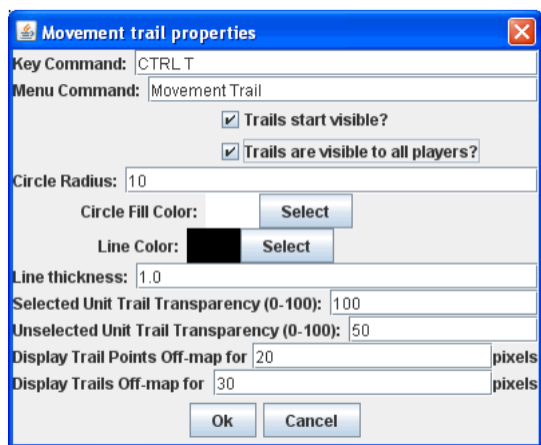 Movement trail properties
Key Command: CTRL T
Menu Command: Movement Trail
Trails start visible?
Trails are visible to all players?
Circle Radius: 10
Circle Fill Color: Select
Line Color: Select
Line thickness: 1.0
Selected Unit Trail Transparency (0-100): 100
Unselected Unit Trail Transparency (0-100): 50
Display Trail Points Off-map for 20 pixels
Display Trails Off-map for 30 pixels
Ok Cancel